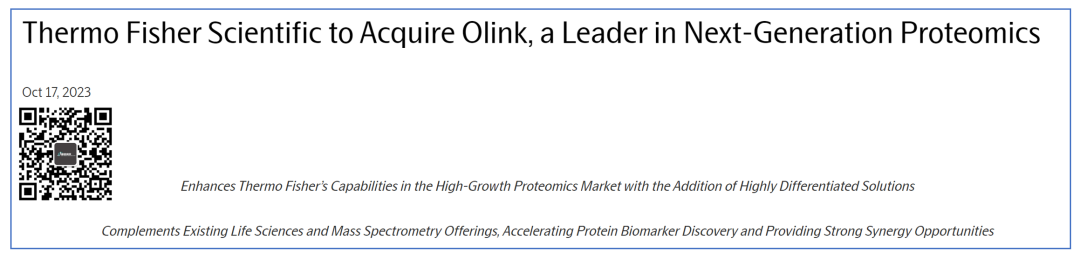 Thermo Fisher Scientific to Acquire Olink, a Leader in Next-Generation Proteomics
Oct 17, 2023
Enhances Thermo Fisher's Capabilities in the High-Growth Proteomics Market with the Addition of Highly Differentiated Solutions
Complements Existing Life Sciences and Mass Spectrometry Offerings, Accelerating Protein Biomarker Discovery and Providing Strong Synergy Opportunities